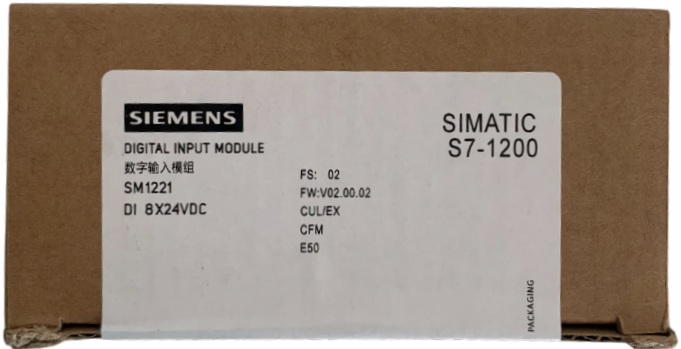 SIEMENS
DIGITAL INPUT MODULE
数字输入模组
SM1221
DI 8X24VDC
FS: 02
FW:V02.00.02
CUL/EX
CFM
E50
SIMATIC
S7-1200
PACKAGING